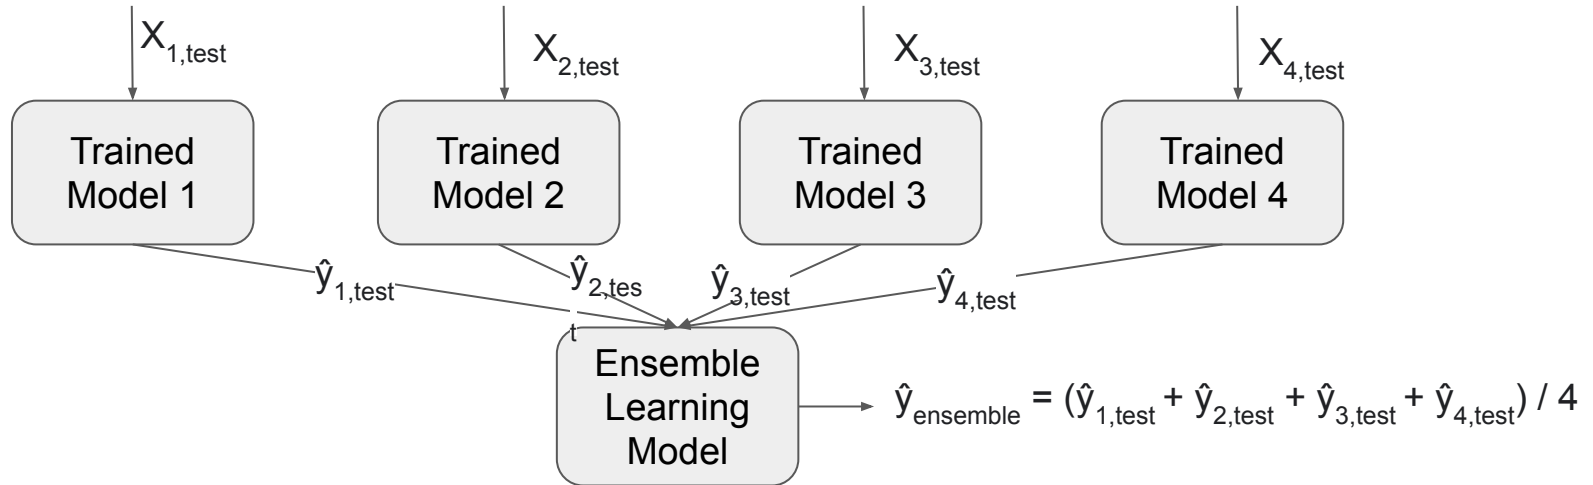 X1,test
X2,test
X3,test
X4,test
Trained
Model 1
Trained
Model 2
Trained
Model 3
Trained
Model 4
ŷ1,test
ŷ2,tes
t
ŷ3,test
ŷ4,test
Ensemble
Learning
Model
ŷensemble = (ŷ1,test + ŷ2,test + ŷ3,test + ŷ4,test) / 4